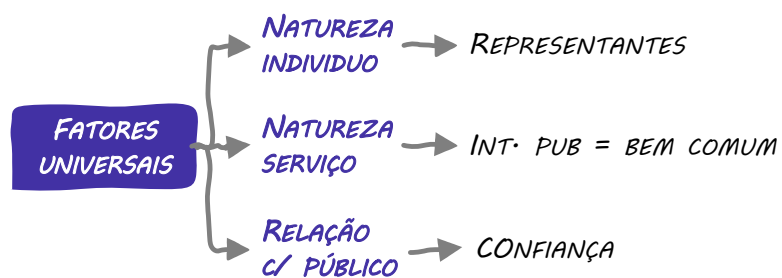 FATORES
UNIVERSAIS
NATUREZA
INDIVIDUO
REPRESENTANTES
NATUREZA
SERVIÇO
INT. PUB = BEM COMUM
RELAÇÃO
C/ PÚBLICO
CONFIANÇA